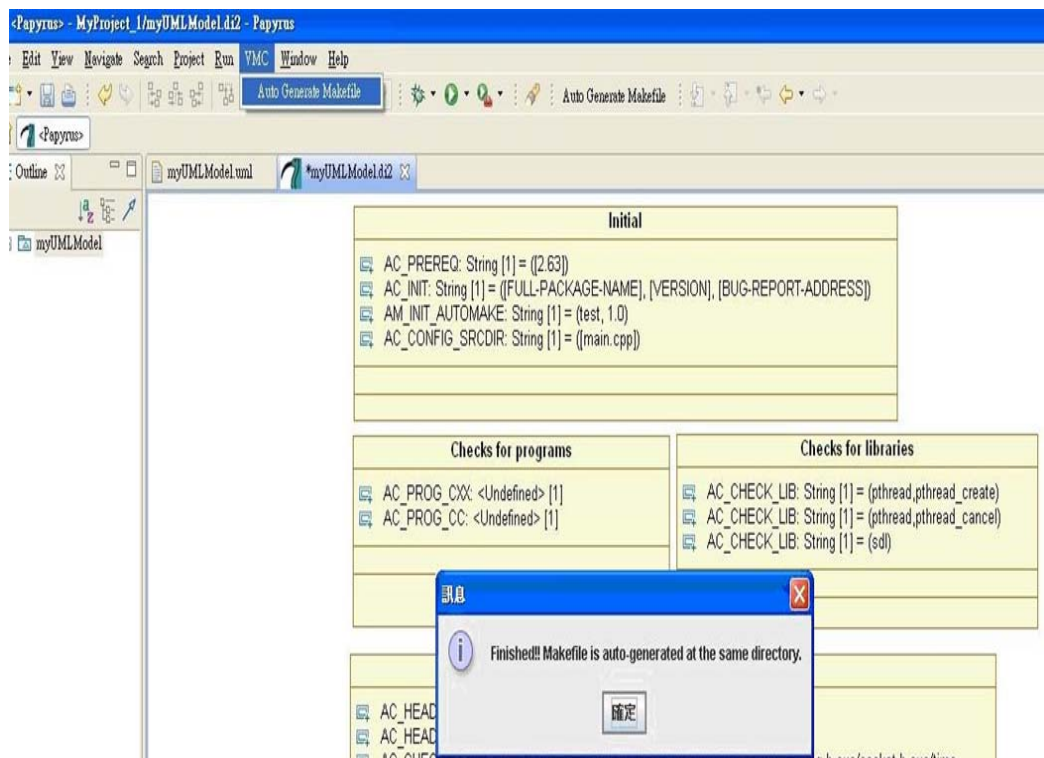 <Papyrus> - MyProject_1/myUMLModel.di2 - Papyrus
Edit View Navigate Search Project Run VMC Window Help
Auto Generate Makefile
Auto Generate Makefile
<Papyrus>
Outline
myUMLModel.uml
*myUMLModel.di2
myUMLModel
Initial
AC_PREREQ: String [1] = ([2.63])
AC_INIT: String [1] = ([FULL-PACKAGE-NAME], [VERSION], [BUG-REPORT-ADDRESS])
AM_INIT_AUTOMAKE: String [1] = (test, 1.0)
AC_CONFIG_SRCDIR: String [1] = ([main.cpp])
Checks for programs
AC_PROG_CXX: <Undefined> [1]
AC_PROG_CC: <Undefined> [1]
Checks for libraries
AC_CHECK_LIB: String [1] = (pthread,pthread_create)
AC_CHECK_LIB: String [1] = (pthread,pthread_cancel)
AC_CHECK_LIB: String [1] = (sdl)
訊息
Finished!! Makefile is auto-generated at the same directory.
確定
AC_HEAD
AC_HEAD